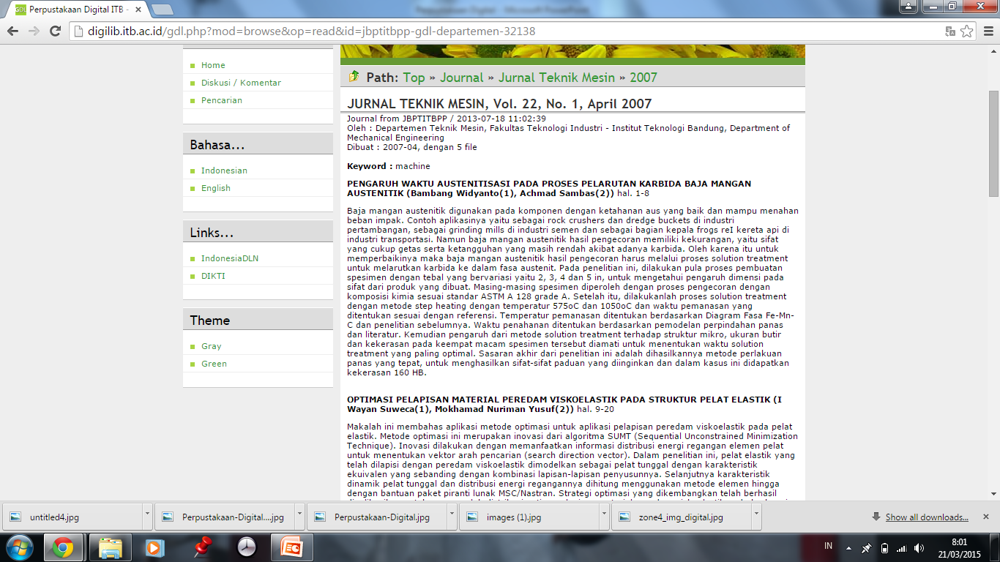 Perpustakaan Digital ITB -
digilib.itb.ac.id/gdl.php?mod=browse&op=read&id=jbptitbpp-gdl-departemen-32138
Home
Diskusi / Komentar
Pencarian
Bahasa...
Indonesian
English
Links...
IndonesiaDLN
DIKTI
Theme
Gray
Green
Path: Top » Journal » Jurnal Teknik Mesin » 2007
JURNAL TEKNIK MESIN, Vol. 22, No. 1, April 2007
Journal from JBPTITBPP / 2013-07-18 11:02:39
Oleh : Departemen Teknik Mesin, Fakultas Teknologi Industri - Institut Teknologi Bandung, Department of
Mechanical Engineering
Dibuat : 2007-04, dengan 5 file
Keyword : machine
PENGARUH WAKTU AUSTENITISASI PADA PROSES PELARUTAN KARBIDA BAJA MANGAN
AUSTENITIK (Bambang Widyanto(1), Achmad Sambas(2)) hal. 1-8
Baja mangan austenitik digunakan pada komponen dengan ketahanan aus yang baik dan mampu menahan
beban impak. Contoh aplikasinya yaitu sebagai rock crushers dan dredge buckets di industri
pertambangan, sebagai grinding mills di industri semen dan sebagai bagian kepala frogs reI kereta api di
industri transportasi. Namun baja mangan austenitik hasil pengecoran memiliki kekurangan, yaitu sifat
yang cukup getas serta ketangguhan yang masih rendah akibat adanya karbida. Oleh karena itu untuk
memperbaikinya maka baja mangan austenitik hasil pengecoran harus melalui proses solution treatment
untuk melarutkan karbida ke dalam fasa austenit. Pada penelitian ini, dilakukan pula proses pembuatan
spesimen dengan tebal yang bervariasi yaitu 2, 3, 4 dan 5 in, untuk mengetahui pengaruh dimensi pada
sifat dari produk yang dibuat. Masing-masing spesimen diperoleh dengan proses pengecoran dengan
komposisi kimia sesuai standar ASTM A 128 grade A. Setelah itu, dilakukanlah proses solution treatment
dengan metode step heating dengan temperatur 575oC dan 1050oC dan waktu pemanasan yang
ditentukan sesuai dengan referensi. Temperatur pemanasan ditentukan berdasarkan Diagram Fasa Fe-Mn-
C dan penelitian sebelumnya. Waktu penahanan ditentukan berdasarkan pemodelan perpindahan panas
dan literatur. Kemudian pengaruh dari metode solution treatment terhadap struktur mikro, ukuran butir
dan kekerasan pada keempat macam spesimen tersebut diamati untuk menentukan waktu solution
treatment yang paling optimal. Sasaran akhir dari penelitian ini adalah dihasilkannya metode perlakuan
panas yang tepat, untuk menghasilkan sifat-sifat paduan yang diinginkan dan dalam kasus ini didapatkan
kekerasan 160 HB.
OPTIMASI PELAPISAN MATERIAL PEREDAM VISKOELASTIK PADA STRUKTUR PELAT ELASTIK (I
Wayan Suweca(1), Mokhamad Nuriman Yusuf(2)) hal. 9-20
Makalah ini membahas aplikasi metode optimasi untuk aplikasi pelapisan peredam viskoelastik pada pelat
elastik. Metode optimasi ini merupakan inovasi dari algoritma SUMT (Sequential Unconstrained Minimization
Technique). Inovasi dilakukan dengan memanfaatkan informasi distribusi energi regangan elemen pelat
untuk menentukan vektor arah pencarian (search direction vector). Dalam penelitian ini, pelat elastik yang
telah dilapisi dengan peredam viskoelastik dimodelkan sebagai pelat tunggal dengan karakteristik
ekuivalen yang sebanding dengan kombinasi lapisan-lapisan penyusunnya. Selanjutnya karakteristik
dinamik pelat tunggal dan distribusi energi regangannya dihitung menggunakan metode elemen hingga
dengan bantuan paket piranti lunak MSC/Nastran. Strategi optimasi yang dikembangkan telah berhasil
untitled4.jpg
Perpustakaan-Digital....jpg
Perpustakaan-Digital.jpg
images (1).jpg
zone4_img_digital.jpg
Show all downloads...
IN
8:01
21/03/2015